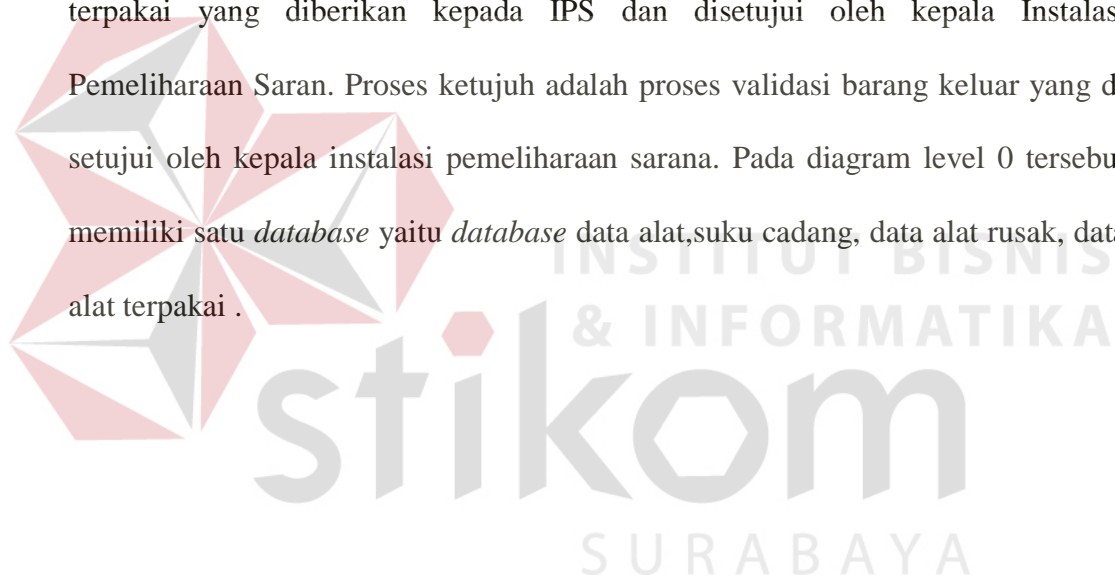 terpakai yang diberikan kepada IPS dan disetujui oleh kepala Instalas
Pemeliharaan Saran. Proses ketujuh adalah proses validasi barang keluar yang d
setujui oleh kepala instalasi pemeliharaan sarana. Pada diagram level 0 tersebu
memiliki satu database yaitu database data alat,suku cadang, data alat rusak, data
alat terpakai .
INSTITUT BISNIS
& INFORMATIKA
stikom
SURABAYA